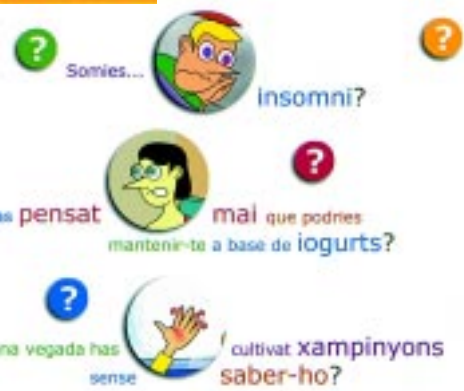 ?
?
Somies...
insomni?
?
as pensat mai que podries
mantenir-te a base de iogurts?
?
na vegada has cultivat xampinyons
sense saber-ho?